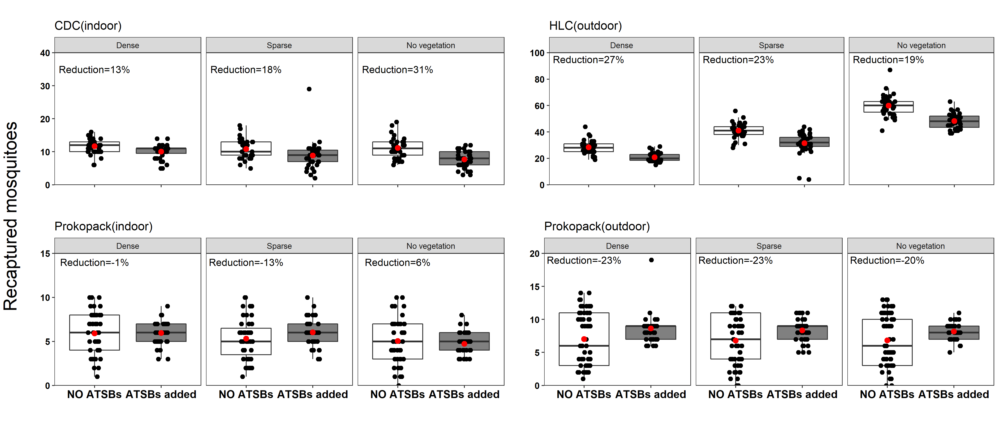 Recaptured mosquitoes
CDC(indoor)
Dense Sparse No vegetation
40
Reduction=13% Reduction=18% Reduction=31%
30
20
10
0
HLC(outdoor)
Dense Sparse No vegetation
100
Reduction=27% Reduction=23% Reduction=19%
80
60
40
20
0
Prokopack(indoor)
Dense Sparse No vegetation
15
Reduction=-1% Reduction=-13% Reduction=6%
10
5
0
NO ATSBs ATSBs added NO ATSBs ATSBs added NO ATSBs ATSBs added
Prokopack(outdoor)
Dense Sparse No vegetation
20
Reduction=-23% Reduction=-23% Reduction=-20%
15
10
5
0
NO ATSBs ATSBs added NO ATSBs ATSBs added NO ATSBs ATSBs added